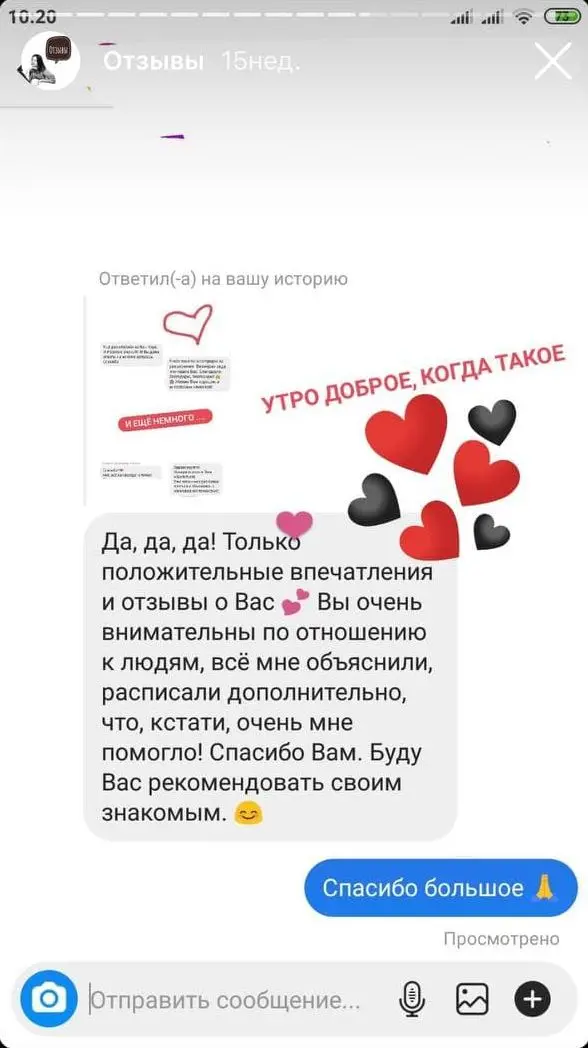 10:20
73
Отзывы
Отзывы 15нед.
Ответил(-а) на вашу историю
И ЕЩЁ НЕМНОГО ...
УТРО ДОБРОЕ, КОГДА ТАКОЕ
Да, да, да! Только
положительные впечатления
и отзывы о Вас 💕 Вы очень
внимательны по отношению
к людям, всё мне объяснили,
расписали дополнительно,
что, кстати, очень мне
помогло! Спасибо Вам. Буду
Вас рекомендовать своим
знакомым. 😊
Спасибо большое 🙏
Просмотрено
Отправить сообщение...